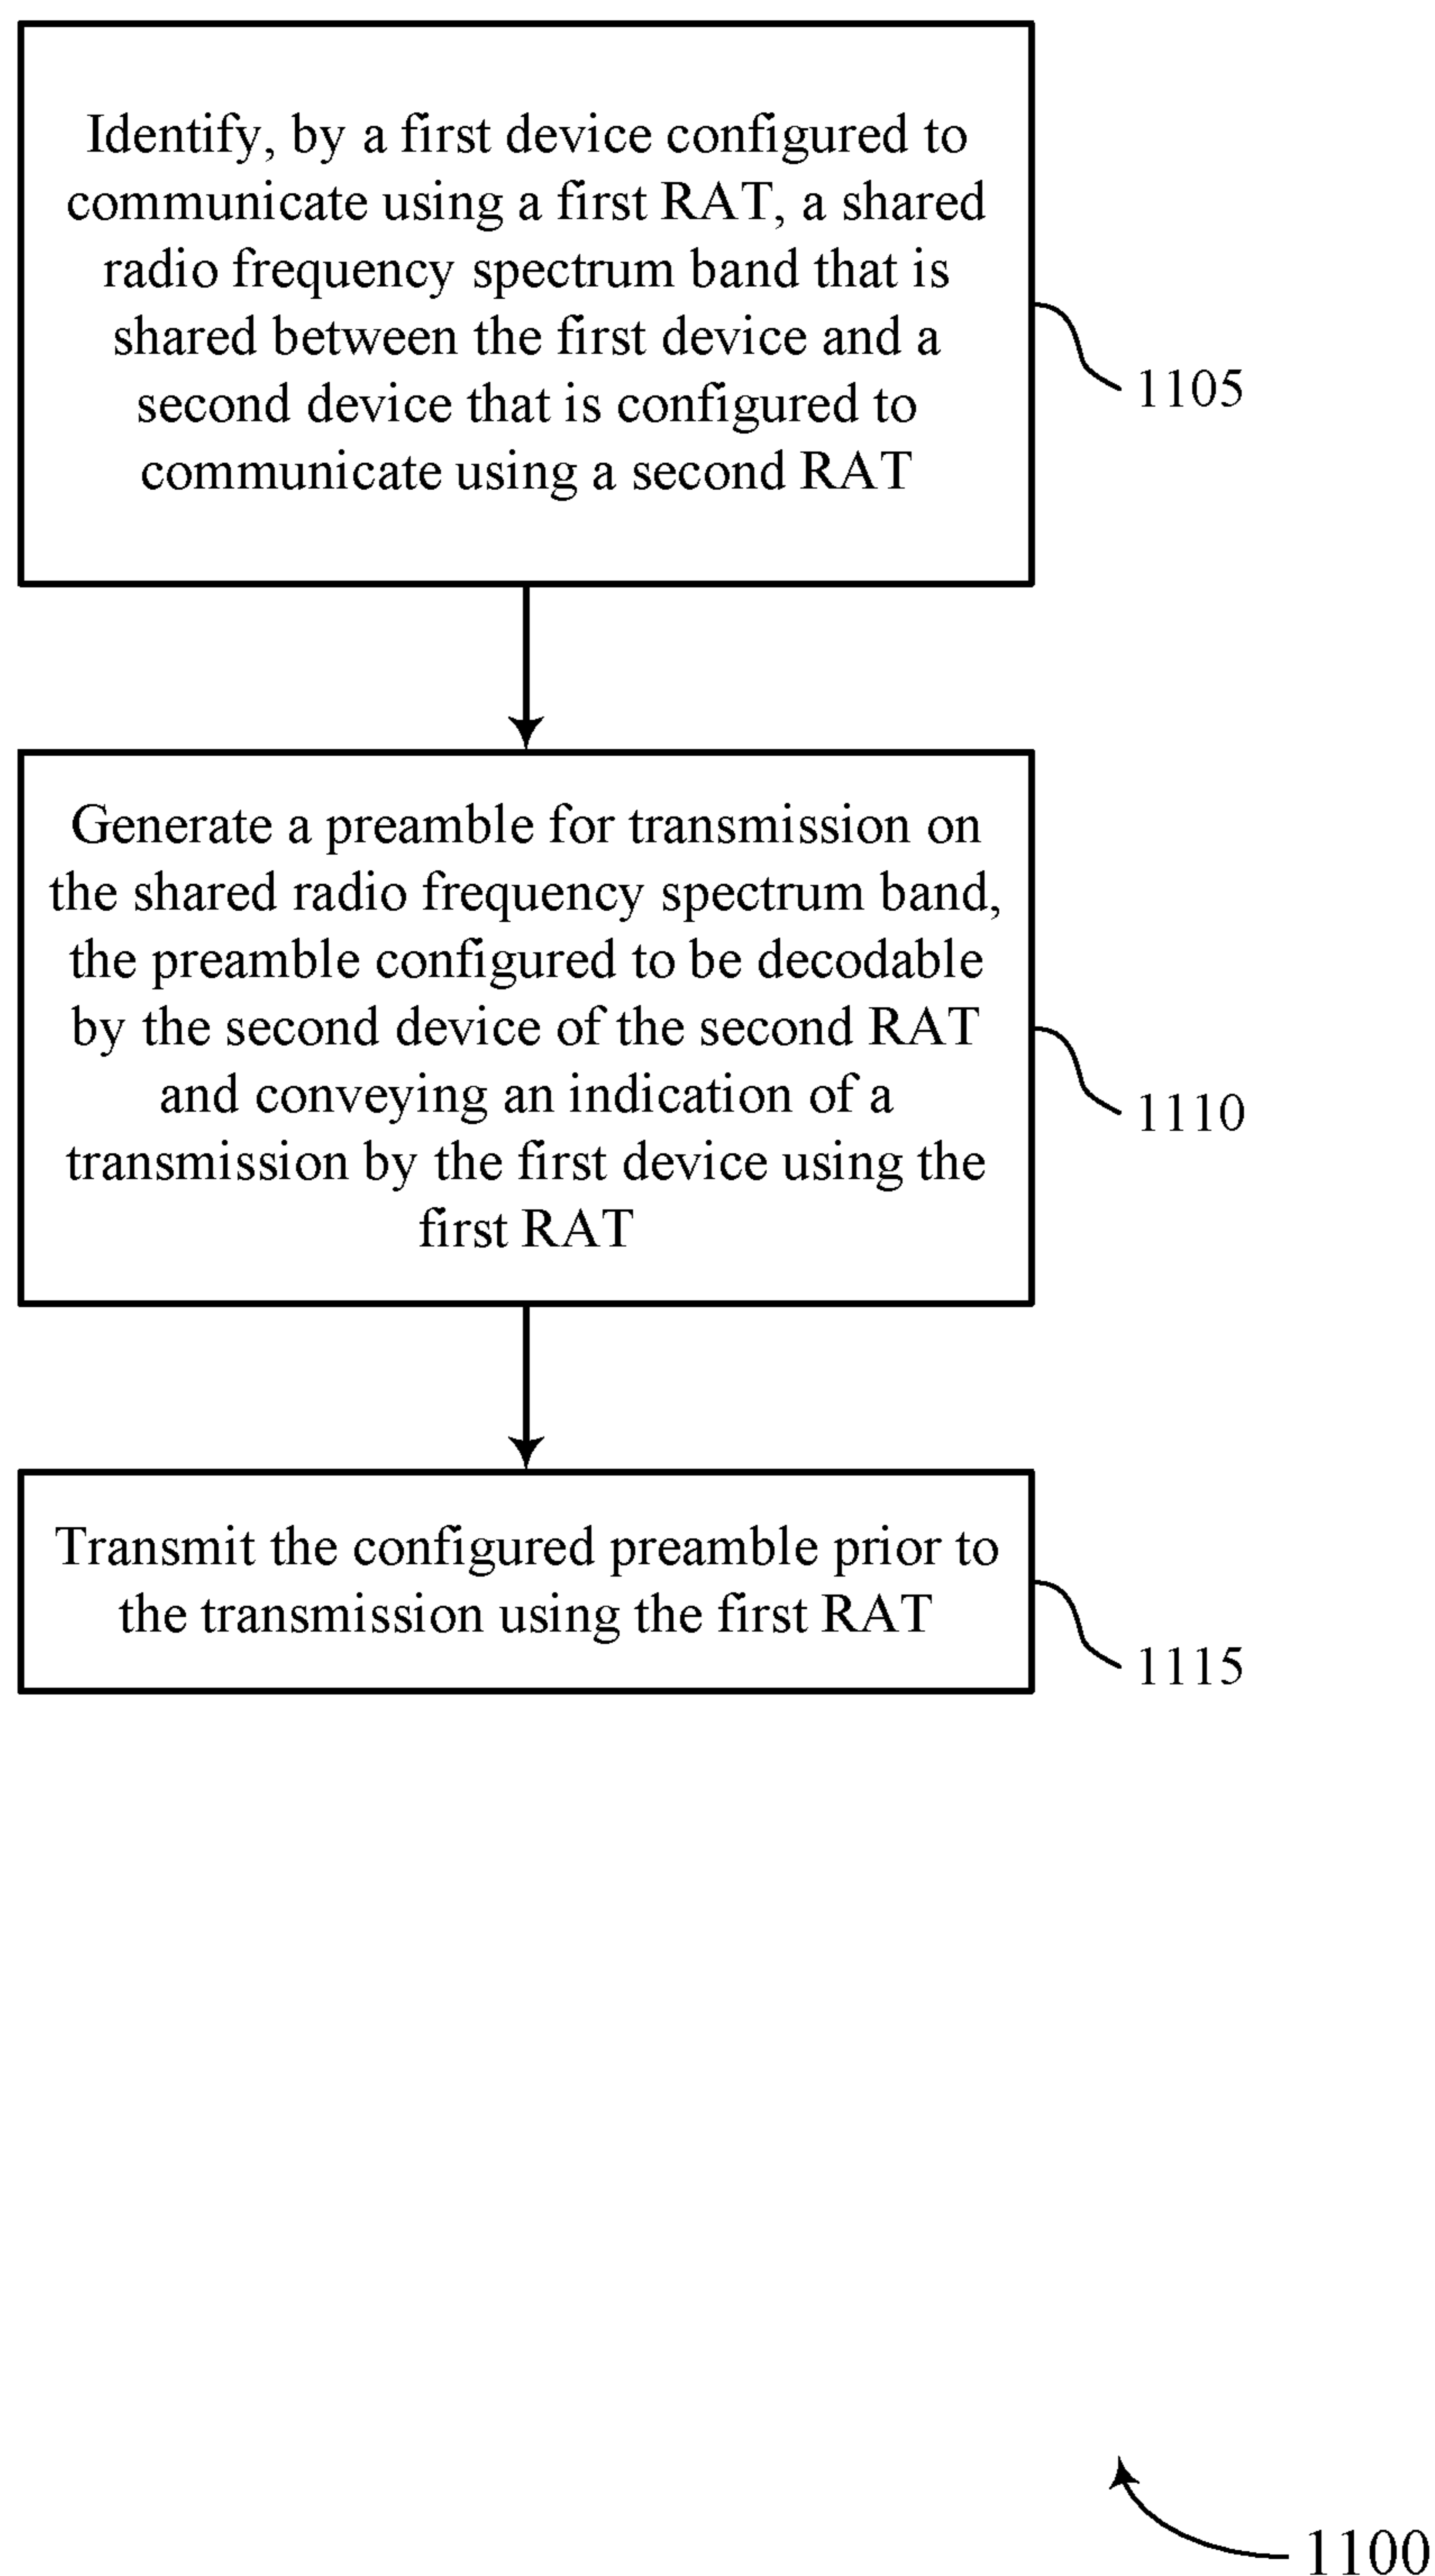 Identify, by a first device configured to
communicate using a first RAT, a shared
radio frequency spectrum band that is
shared between the first device and a
second device that is configured to
communicate using a second RAT
1105
Generate a preamble for transmission on
the shared radio frequency spectrum band,
the preamble configured to be decodable
by the second device of the second RAT
and conveying an indication of a
transmission by the first device using the
first RAT
1110
Transmit the configured preamble prior to
the transmission using the first RAT
1115
1100